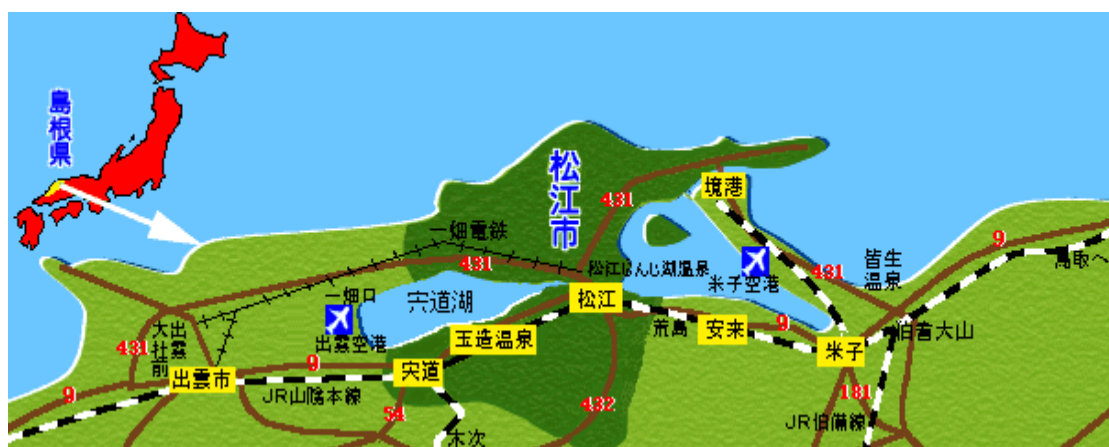 島根県
松江市
境港
431
9
一畑電鉄
皆生
温泉
鳥取へ
431
松江しんじ湖温泉
米子空港
431
一畑口
宍道湖
松江
荒島
安来
9
伯耆大山
大出
社雲
前
431
出雲空港
玉造温泉
米子
9
出雲市
9
宍道
JR山陰本線
54
432
181
木次
JR伯備線